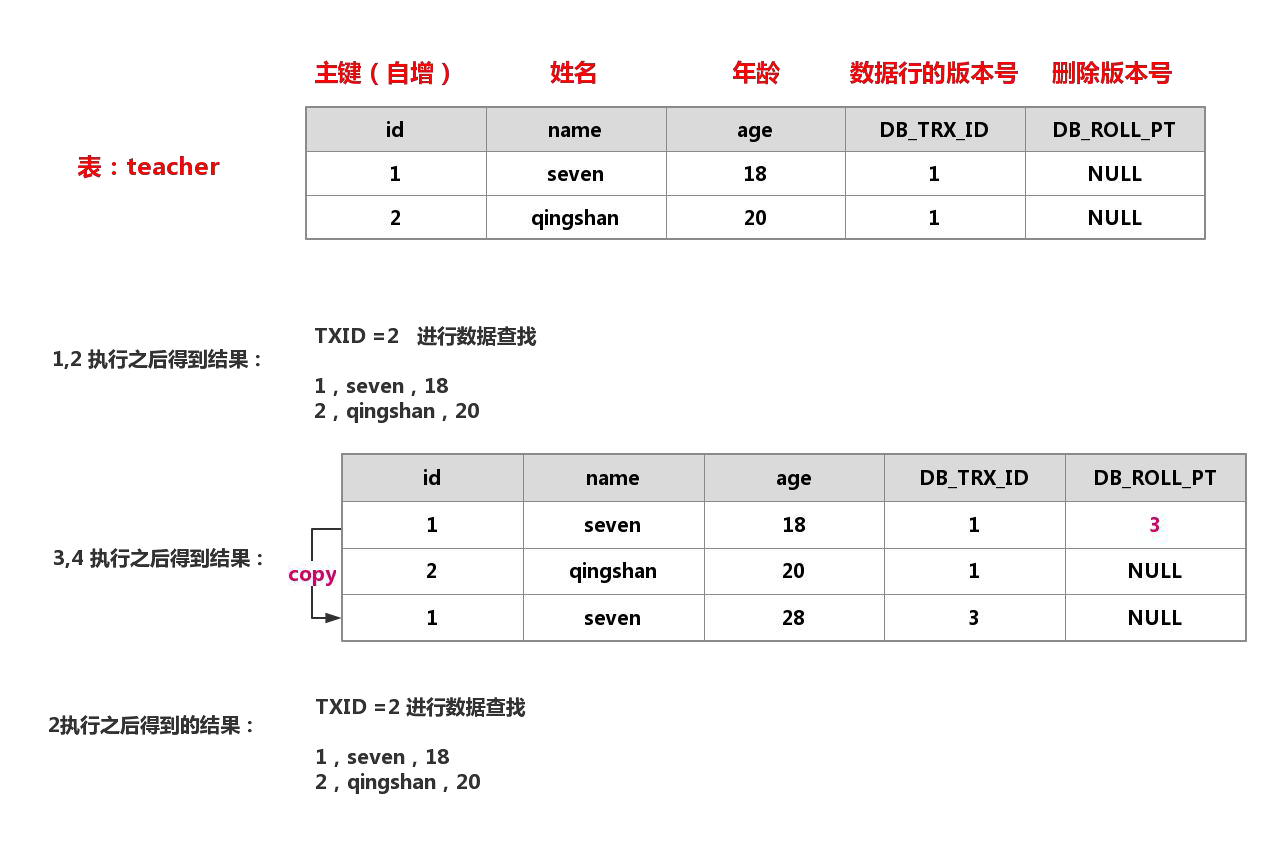 主键（自增） 姓名 年龄 数据行的版本号 删除版本号
id name age DB_TRX_ID DB_ROLL_PT
表：teacher
1 seven 18 1 NULL
2 qingshan 20 1 NULL
TXID =2 进行数据查找
1,2 执行之后得到结果：
1，seven，18
2，qingshan，20
id name age DB_TRX_ID DB_ROLL_PT
1 seven 18 1 3
3,4 执行之后得到结果：
copy
2 qingshan 20 1 NULL
1 seven 28 3 NULL
TXID =2 进行数据查找
2执行之后得到的结果：
1，seven，18
2，qingshan，20